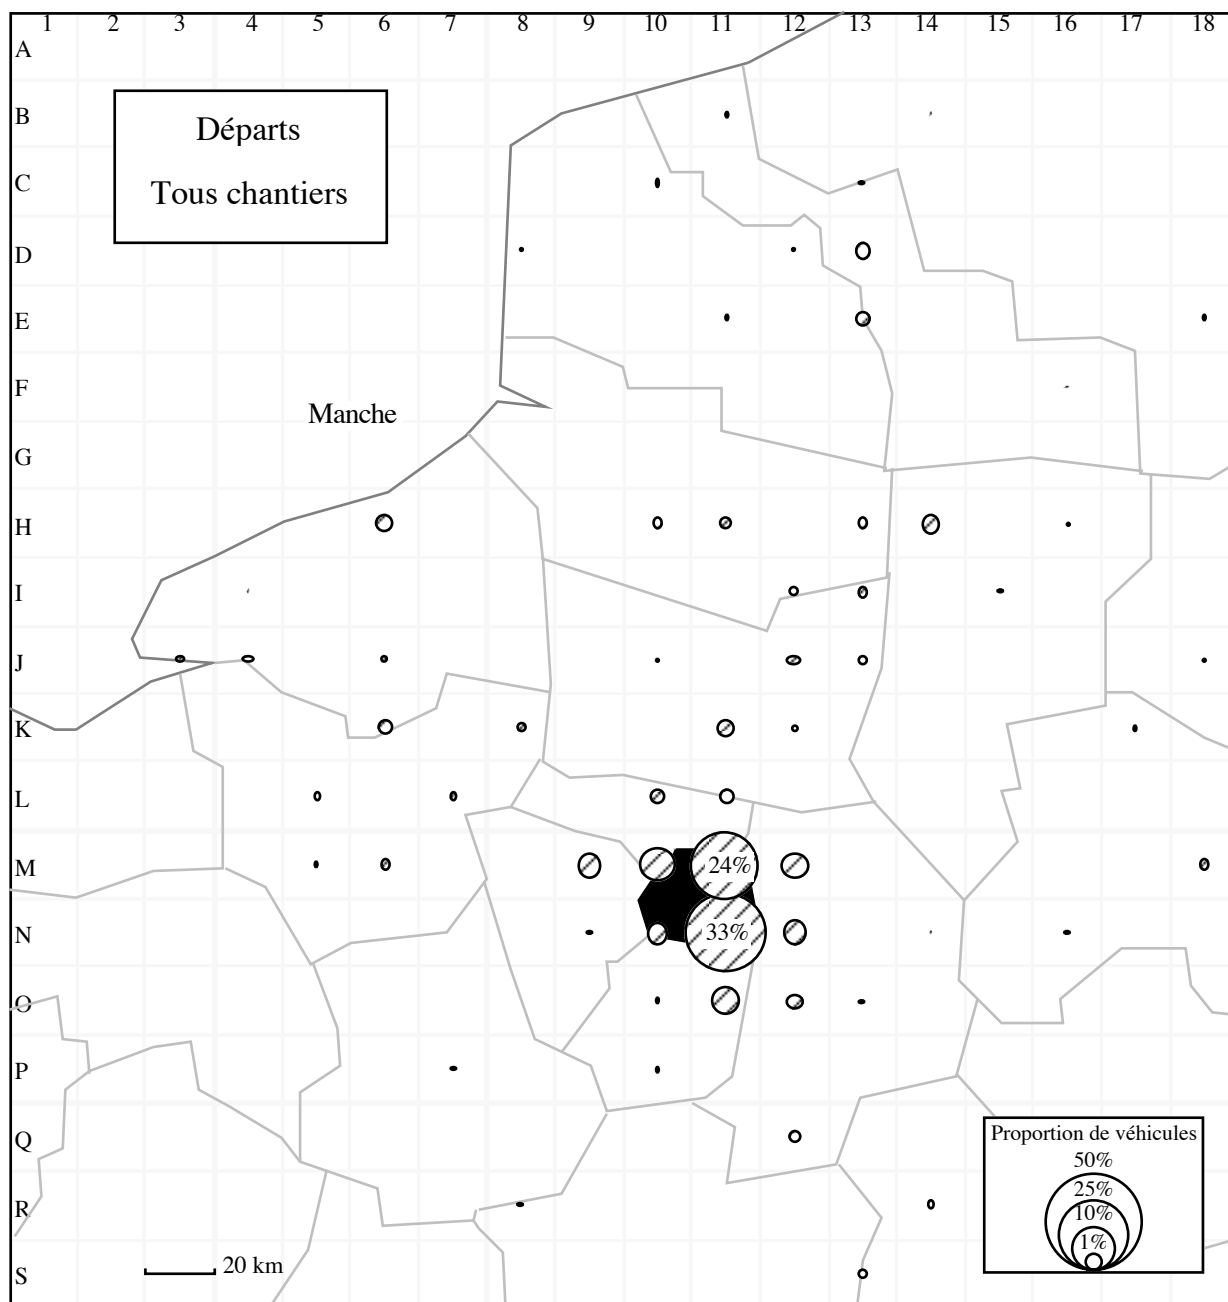 1 2 3 4 5 6 7 8 9 10 11 12 13 14 15 16 17 18
A
B
Départs
C
Tous chantiers
D
E
F
Manche
G
H
I
J
K
L
M
24%
N
33%
O
P
Q
Proportion de véhicules
50%
25%
R
10%
1%
S
20 km